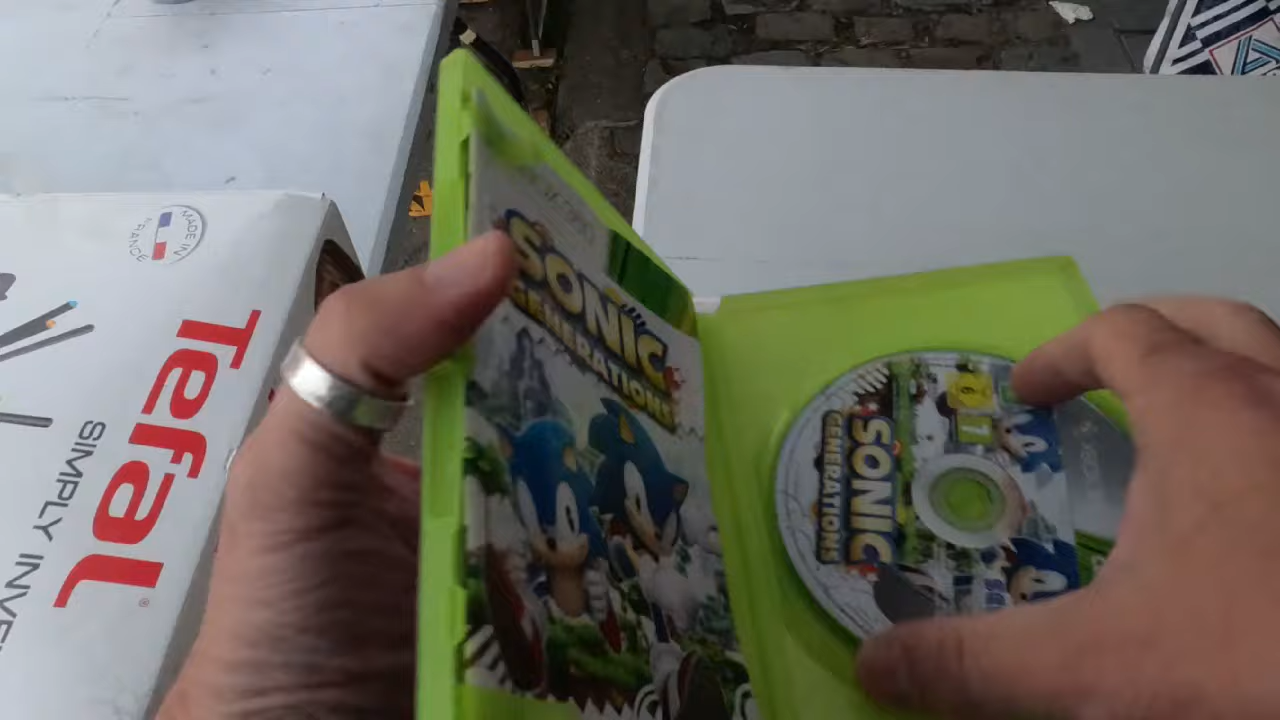 MADE IN
FRANCE
Tefal
SIMPLY INVE
SONIC
GENERATIONS
SONIC
GENERATIONS